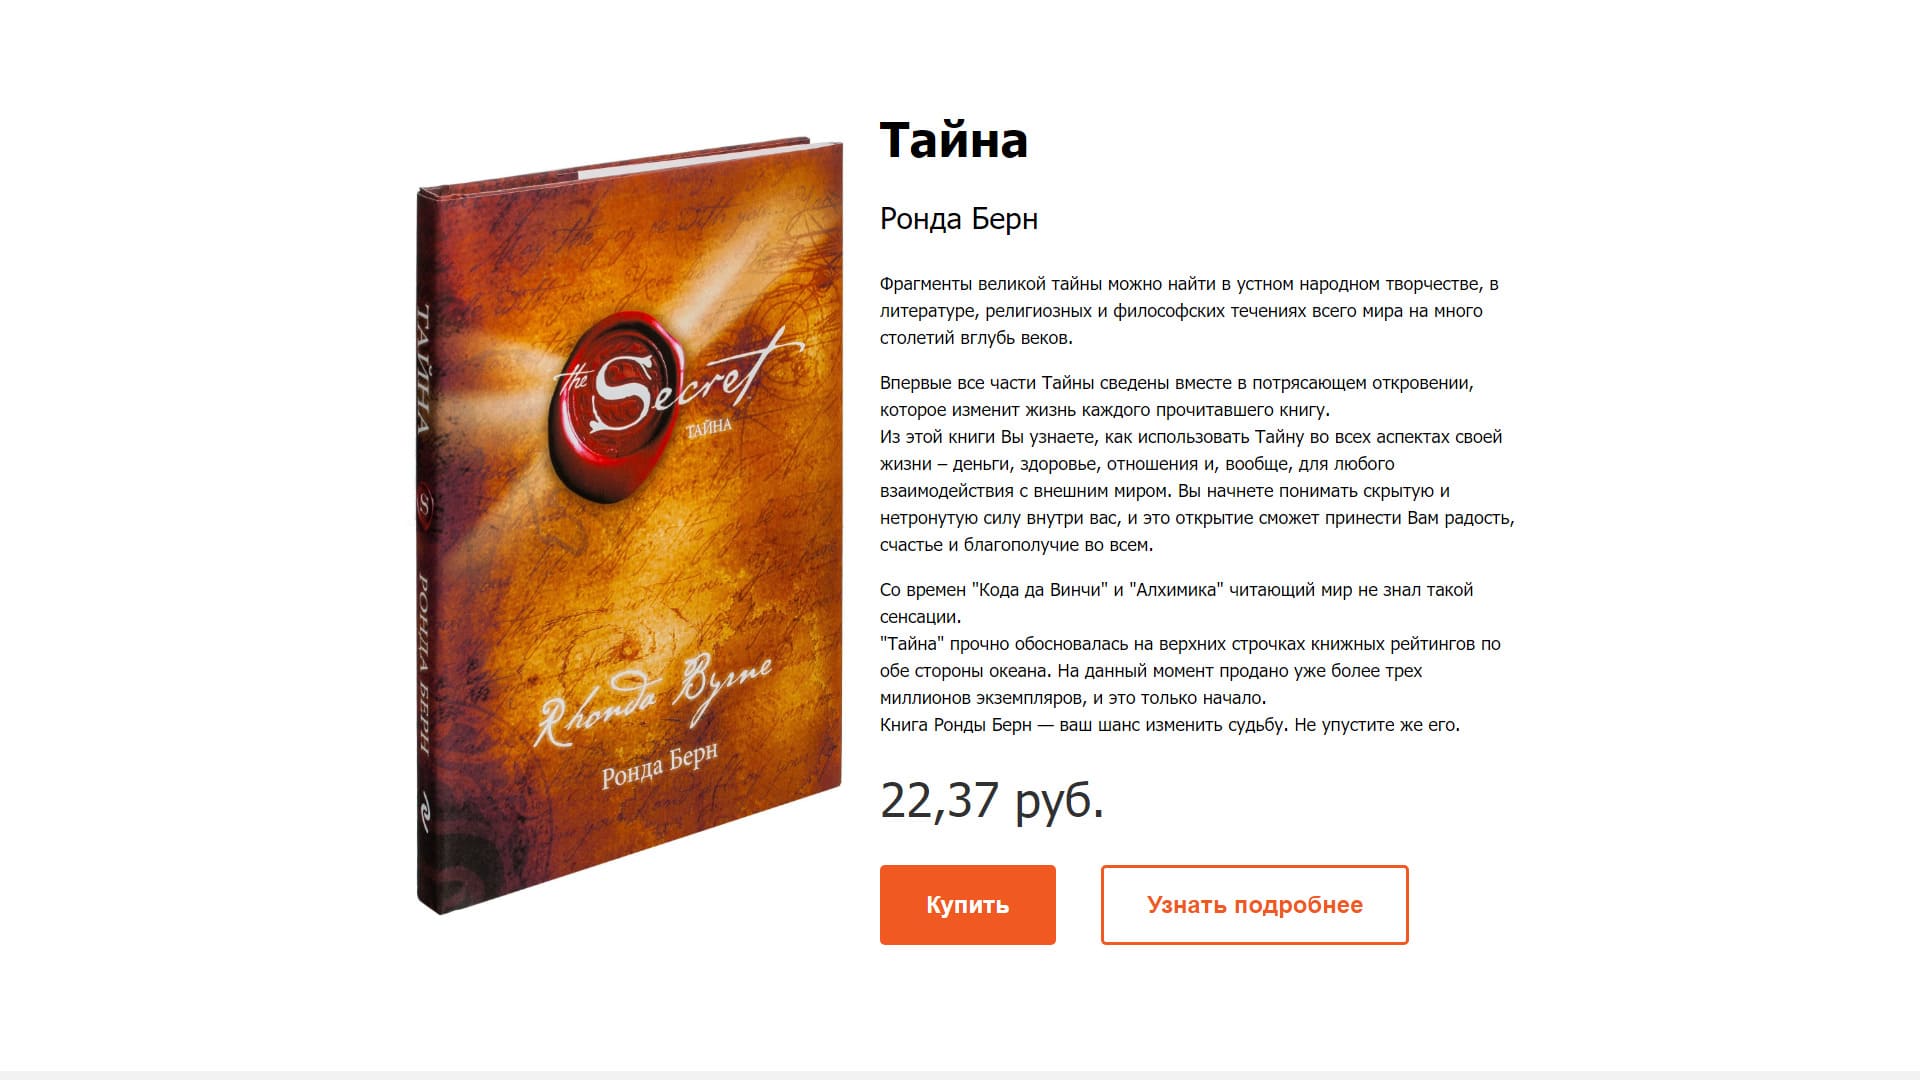 Тайна
Ронда Берн
Фрагменты великой тайны можно найти в устном народном творчестве, в
литературе, религиозных и философских течениях всего мира на много
столетий вглубь веков.
Впервые все части Тайны сведены вместе в потрясающем откровении,
которое изменит жизнь каждого прочитавшего книгу.
Из этой книги Вы узнаете, как использовать Тайну во всех аспектах своей
жизни – деньги, здоровье, отношения и, вообще, для любого
взаимодействия с внешним миром. Вы начнете понимать скрытую и
нетронутую силу внутри вас, и это открытие сможет принести Вам радость,
счастье и благополучие во всем.
Со времен "Кода да Винчи" и "Алхимика" читающий мир не знал такой
сенсации.
"Тайна" прочно обосновалась на верхних строчках книжных рейтингов по
обе стороны океана. На данный момент продано уже более трех
миллионов экземпляров, и это только начало.
Книга Ронды Берн — ваш шанс изменить судьбу. Не упустите же его.
22,37 руб.
Купить
Узнать подробнее
the Secret
ТАЙНА
Rhonda Byrne
Ронда Берн
ТАЙНА
S
РОНДА БЕРН